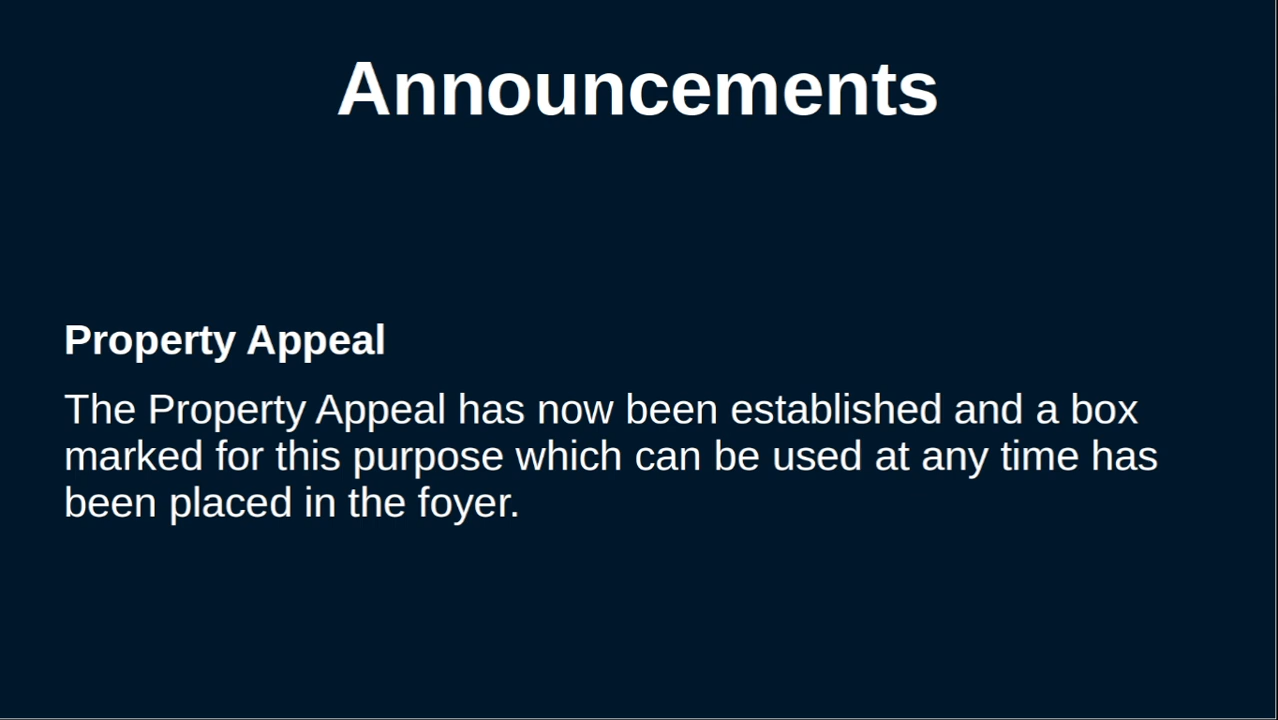 Announcements
Property Appeal
The Property Appeal has now been established and a box
marked for this purpose which can be used at any time has
been placed in the foyer.